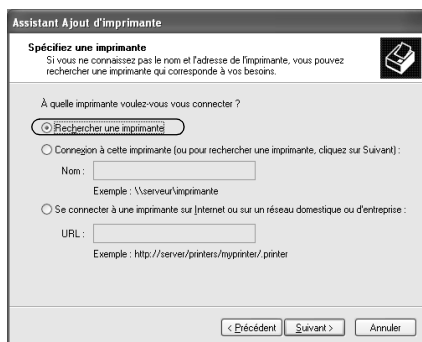 Assistant Ajout d'imprimante
Spécifiez une imprimante
Si vous ne connaissez pas le nom et l'adresse de l'imprimante, vous pouvez
rechercher une imprimante qui corresponde à vos besoins.
À quelle imprimante voulez-vous vous connecter ?
Rechercher une imprimante
Connexion à cette imprimante (ou pour rechercher une imprimante, cliquez sur Suivant) :
Nom :
Exemple : \\serveur\imprimante
Se connecter à une imprimante sur Internet ou sur un réseau domestique ou d'entreprise :
URL :
Exemple : http://server/printers/myprinter/.printer
< Précédent Suivant > Annuler